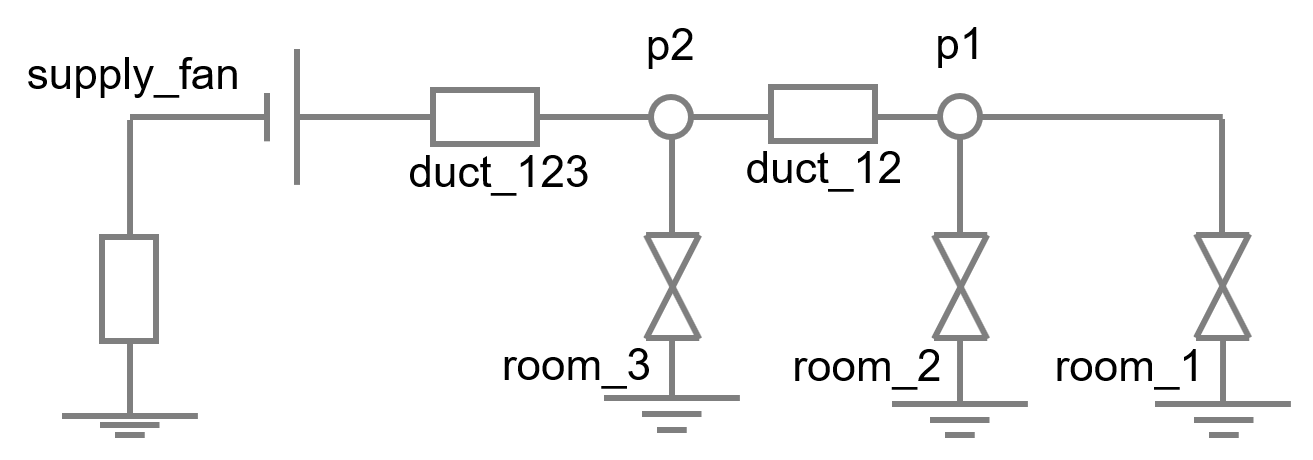 p2
p1
supply_fan
duct_123
duct_12
room_3
room_2
room_1